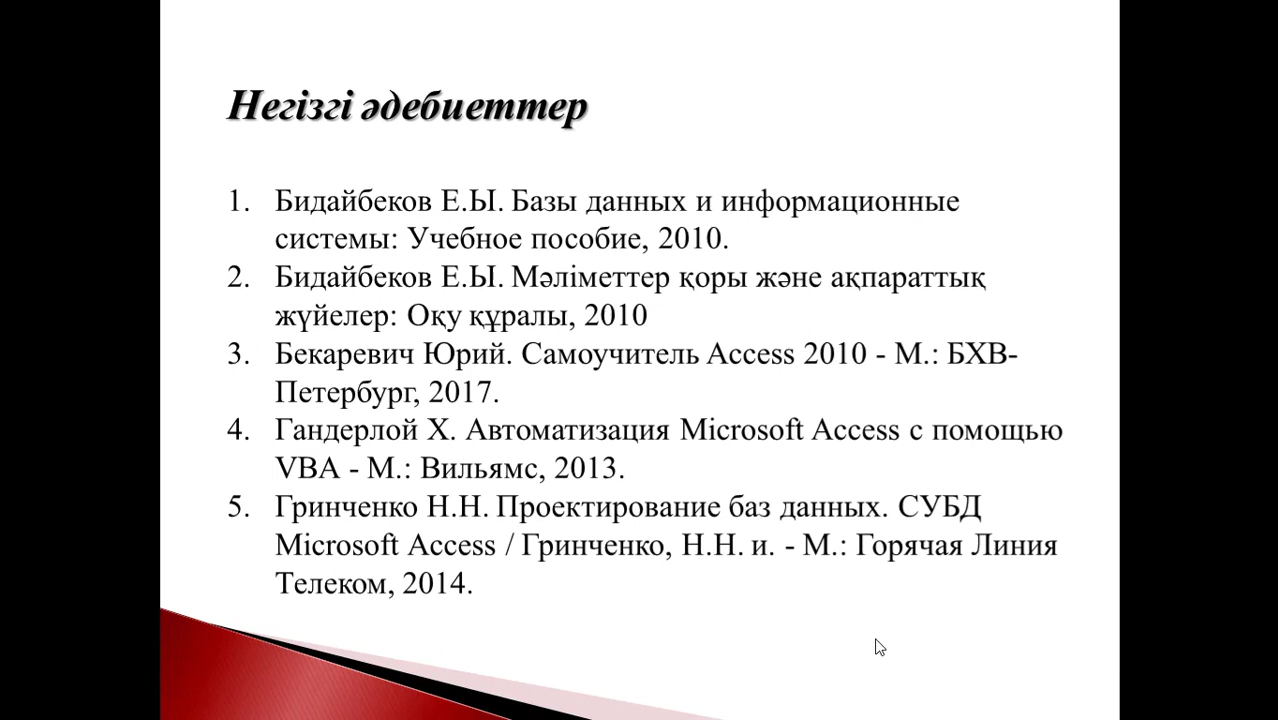 Негізгі әдебиеттер
1. Бидайбеков Е.Ы. Базы данных и информационные
системы: Учебное пособие, 2010.
2. Бидайбеков Е.Ы. Мәліметтер қоры және ақпараттық
жүйелер: Оқу құралы, 2010
3. Бекаревич Юрий. Самоучитель Access 2010 - М.: БХВ-
Петербург, 2017.
4. Гандерлой Х. Автоматизация Microsoft Access с помощью
VBA - М.: Вильямс, 2013.
5. Гринченко Н.Н. Проектирование баз данных. СУБД
Microsoft Access / Гринченко, Н.Н. и. - М.: Горячая Линия
Телеком, 2014.